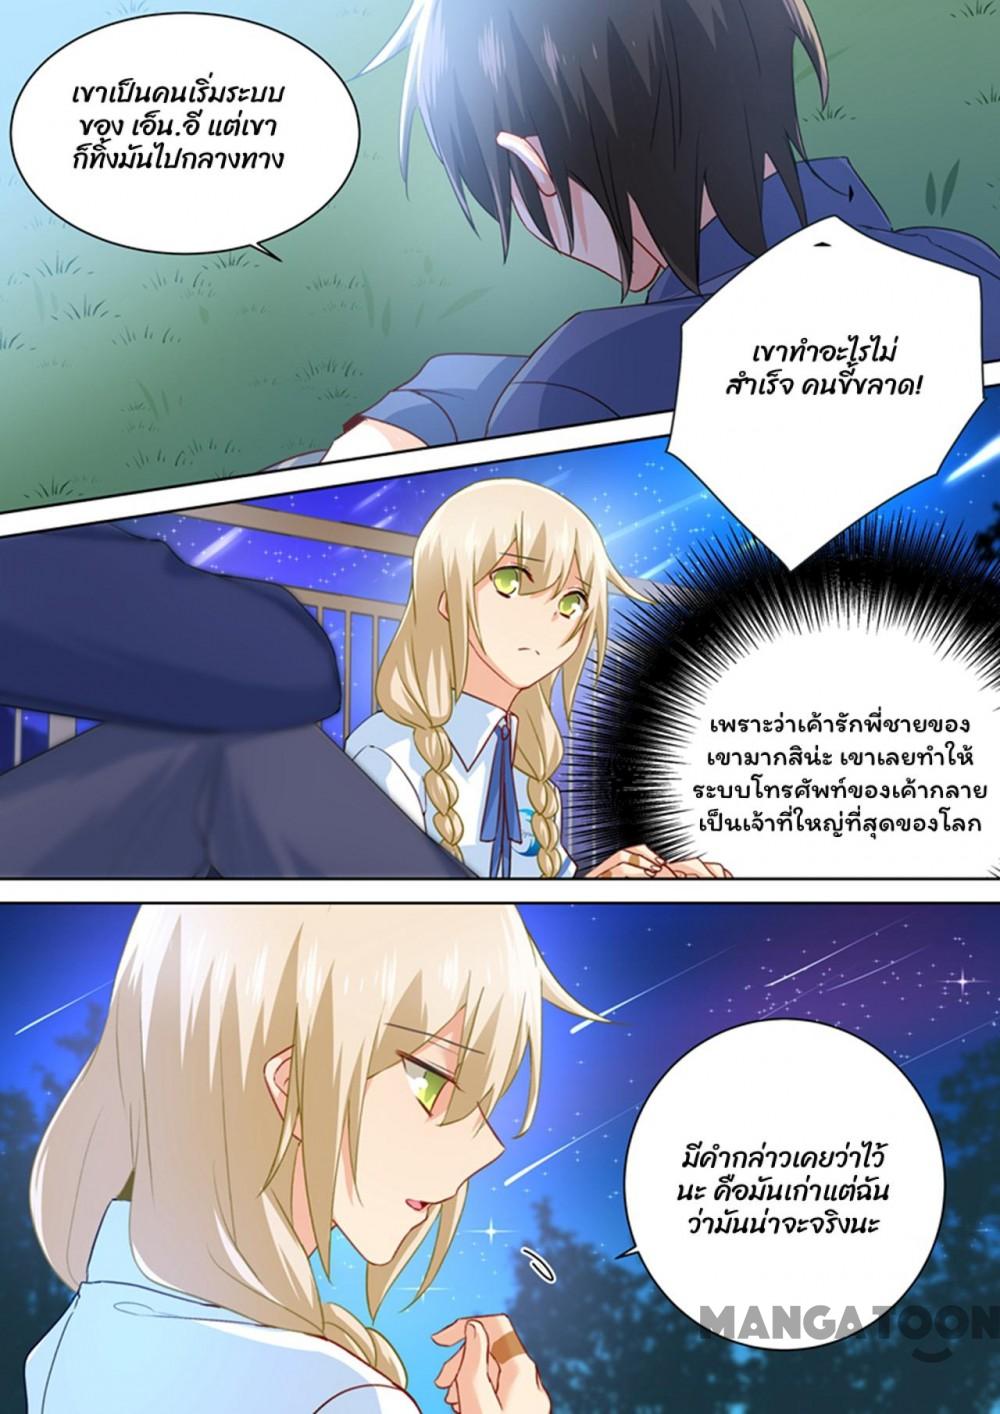 เขาเป็นคนเริ่มระบบ
ของ เอ็น.อี แต่เขา
ก็ทิ้งมันไปกลางทาง
เขาทำอะไรไม่
สำเร็จ คนขี้ขลาด!
เพราะว่าเค้ารักพี่ชายของ
เขามากสิน่ะ เขาเลยทำให้
ระบบโทรศัพท์ของเค้ากลาย
เป็นเจ้าที่ใหญ่ที่สุดของโลก
มีคำกล่าวเคยว่าไว้
นะ คือมันเก่าแต่ฉัน
ว่ามันน่าจะจริงนะ
MANGATOON